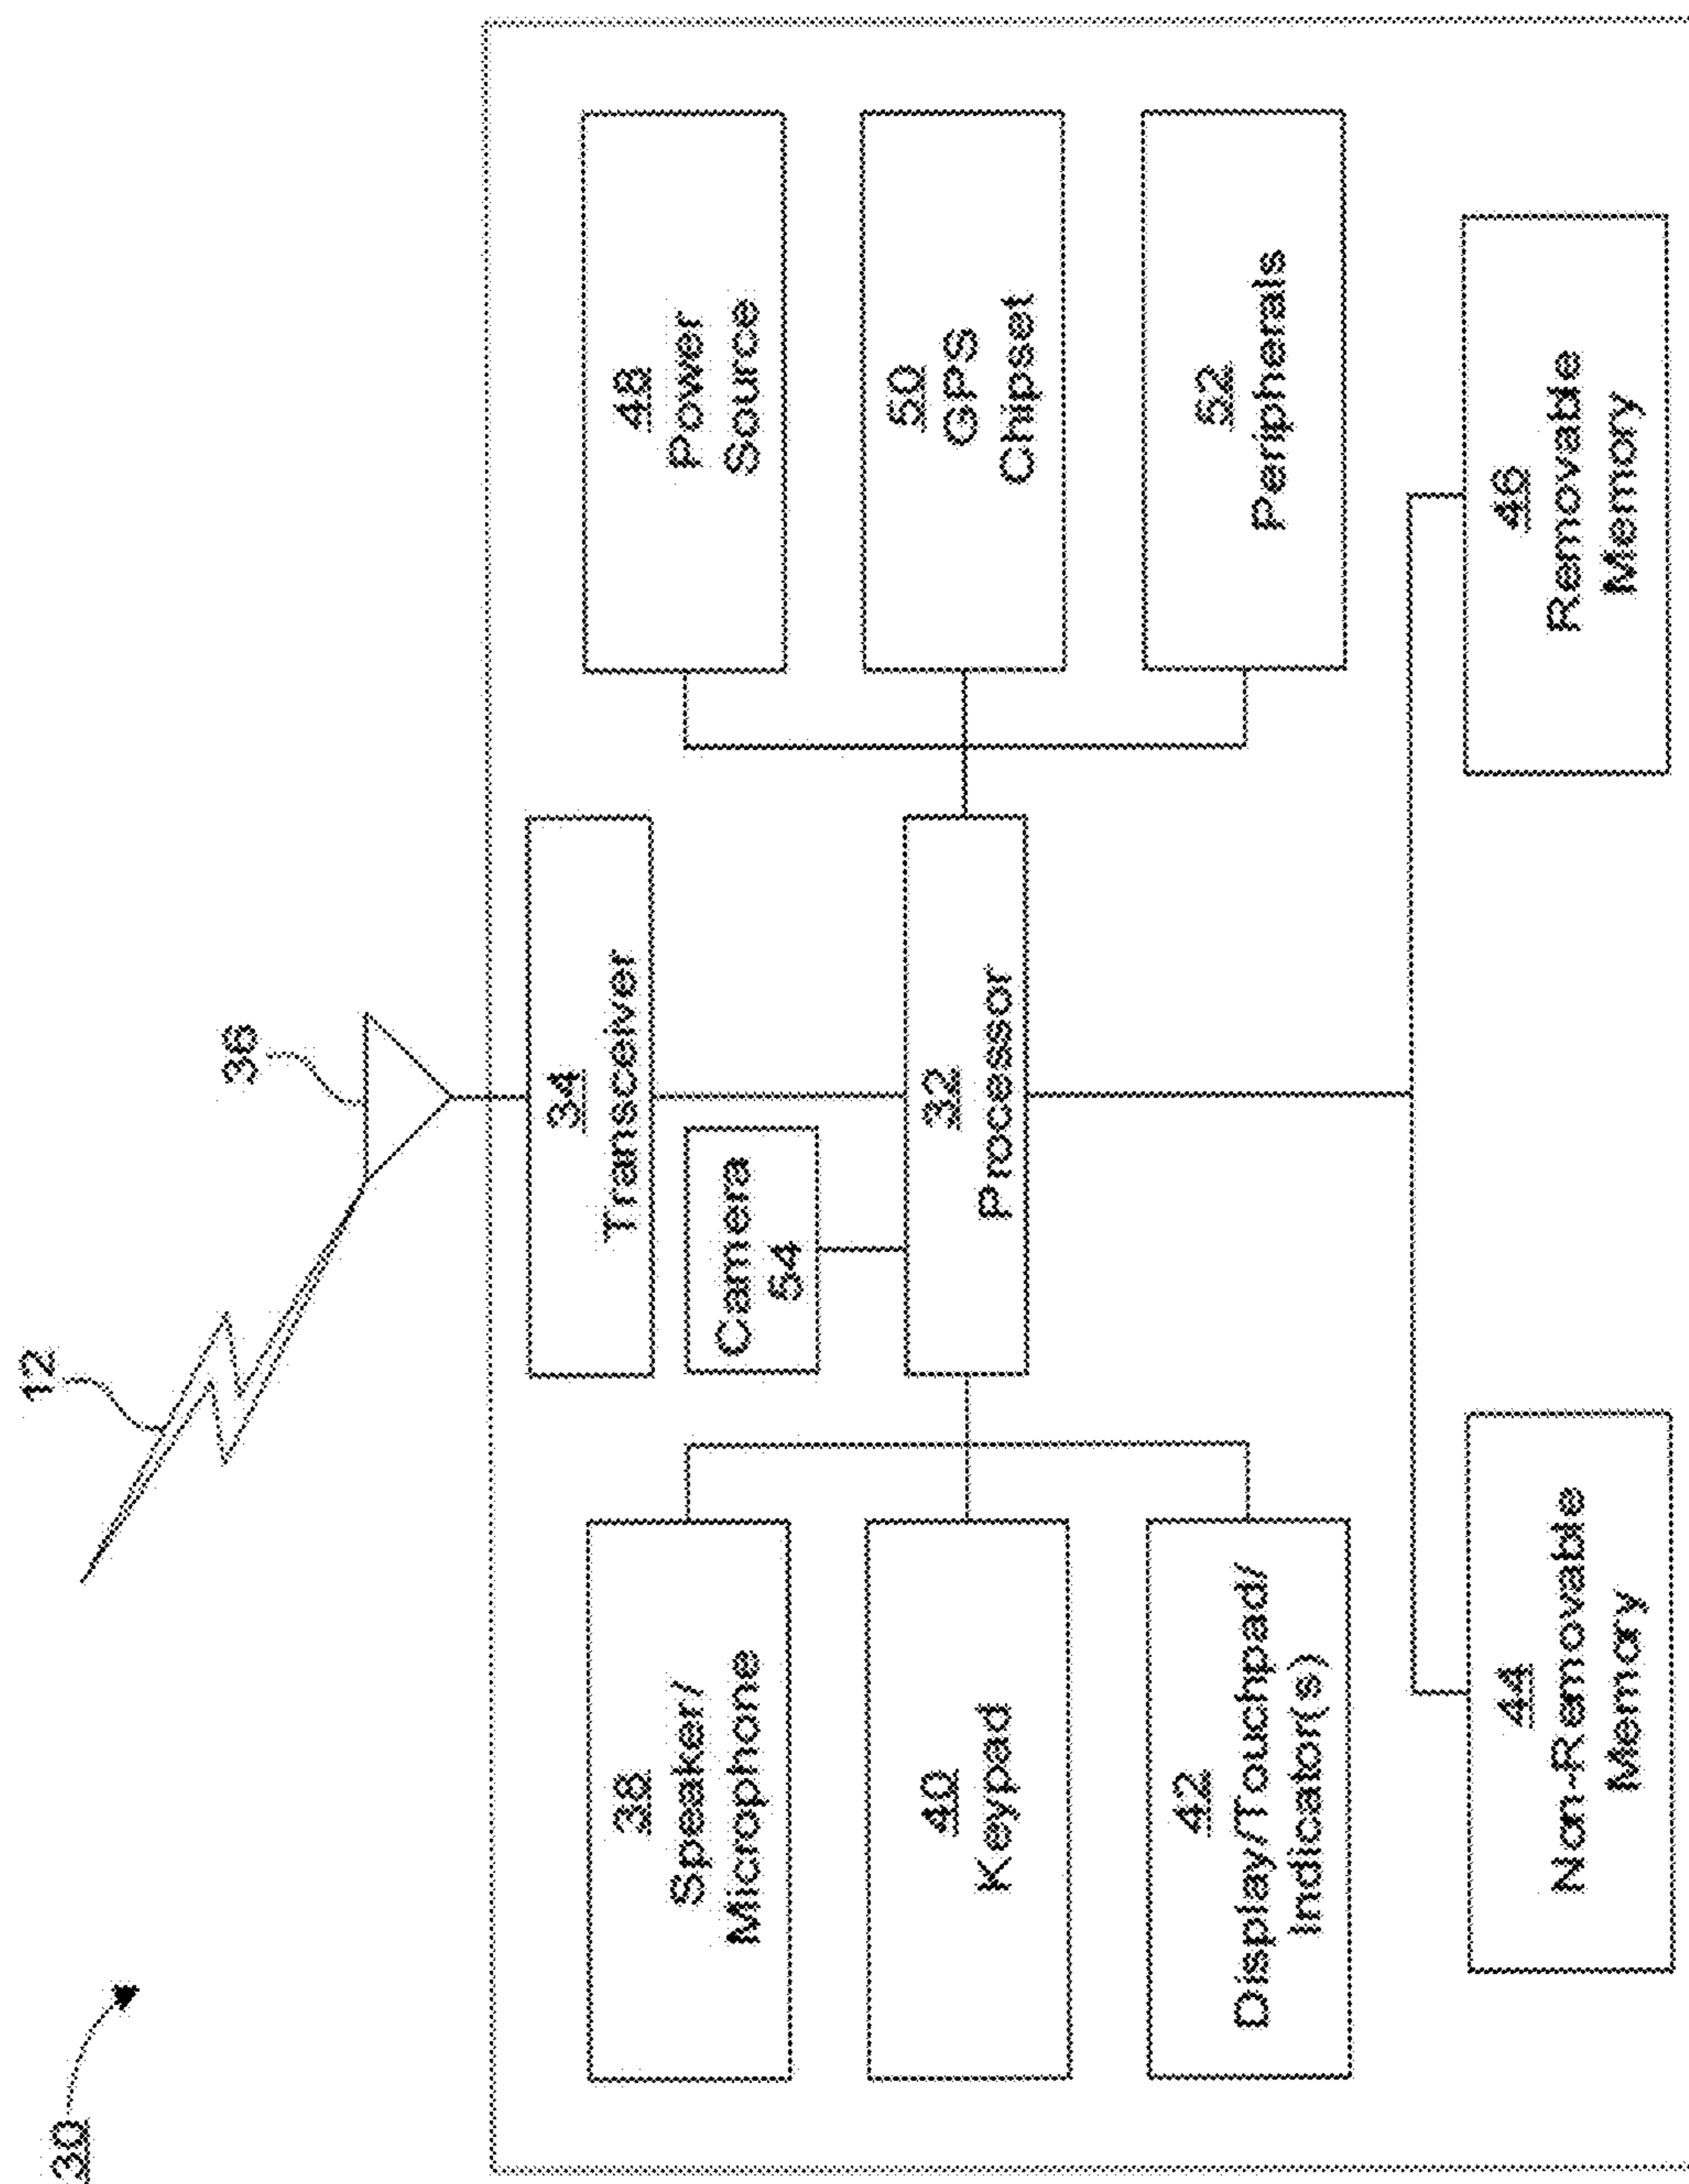 30
12
36
34
Transceiver
Camera
54
32
Processor
38
Speaker/
Microphone
40
Keypad
42
Display/Touchpad/
Indicator(s)
48
Power
Source
50
GPS
Chipset
52
Peripherals
44
Non-Removable
Memory
46
Removable
Memory